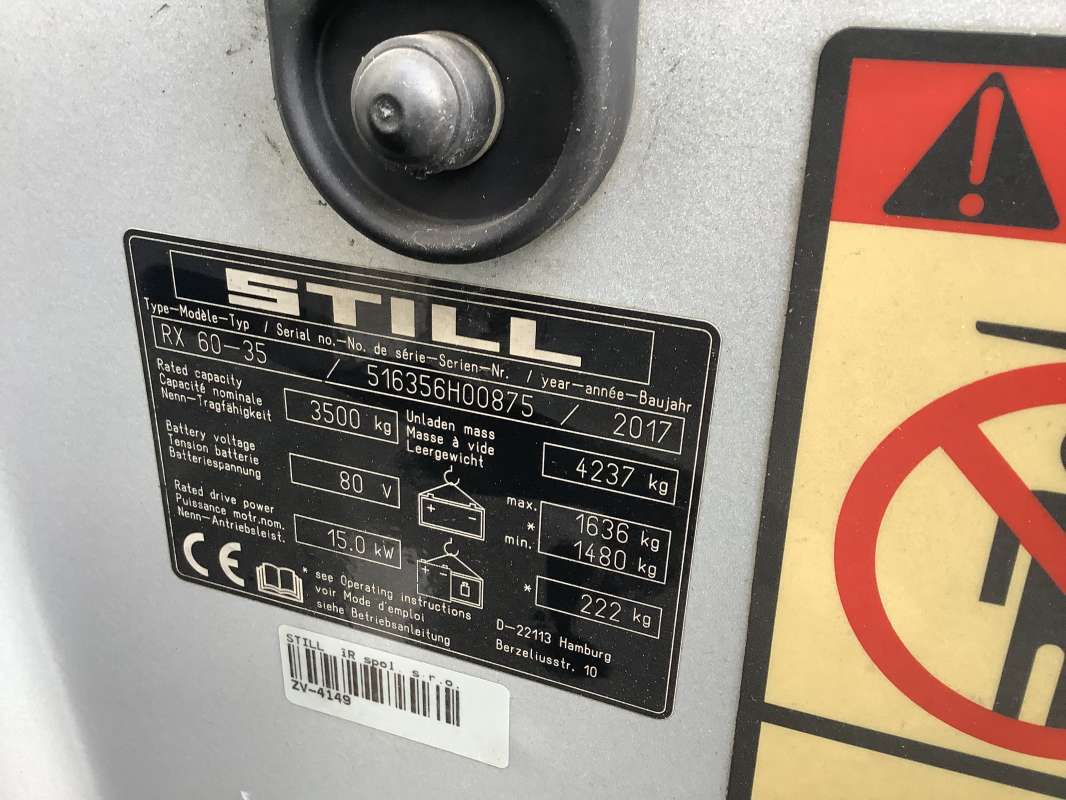 STILL
Type–Modèle–Typ / Serial no.–No. de série–Serien–Nr. / year–année–Baujahr
RX 60–35 / 516356H00875 / 2017
Rated capacity
Capacité nominale
Nenn–Tragfähigkeit
3500 kg
Unladen mass
Masse à vide
Leergewicht
4237 kg
Battery voltage
Tension batterie
Batteriespannung
80 V
max. 1636 kg
*
min. 1480 kg
Rated drive power
Puissance motr.nom.
Nenn–Antriebsleist.
15.0 kW
* 222 kg
CE
* see Operating instructions
voir Mode d'emploi
siehe Betriebsanleitung
D–22113 Hamburg
Berzeliusstr. 10
STILL ČR spol. s.r.o.
ZV–4149